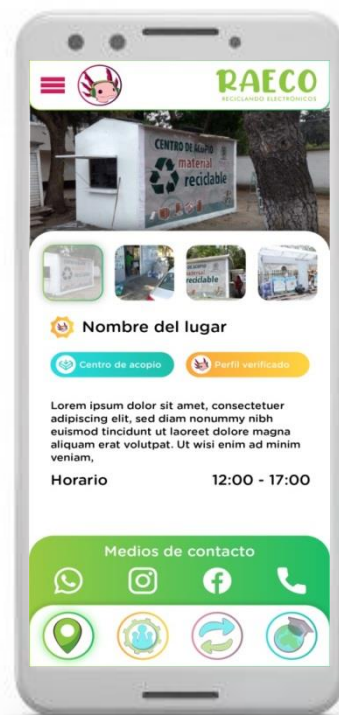 RAECO
RECICLANDO ELECTRÓNICOS
CENTRO DE ACOPIO
material
reciclable
Nombre del lugar
Centro de acopio
Perfil verificado
Lorem ipsum dolor sit amet, consectetuer
adipiscing elit, sed diam nonummy nibh
euismod tincidunt ut laoreet dolore magna
aliquam erat volutpat. Ut wisi enim ad minim
veniam,
Horario 12:00 - 17:00
Medios de contacto